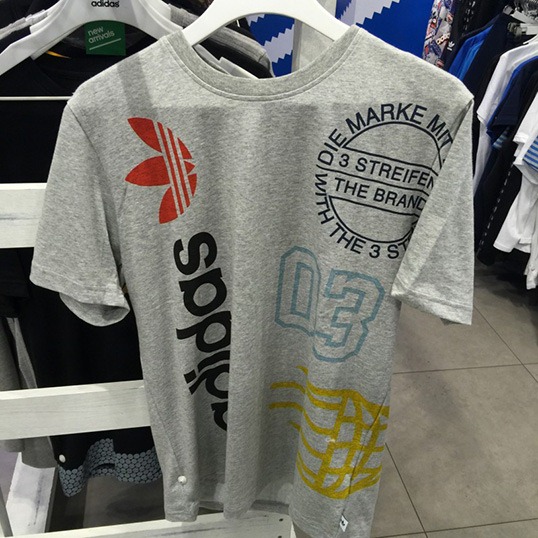 adidas
new
arrivals
adidas
DIE MARKE MIT
3 STREIFEN
THE BRAND
WITH THE 3
03